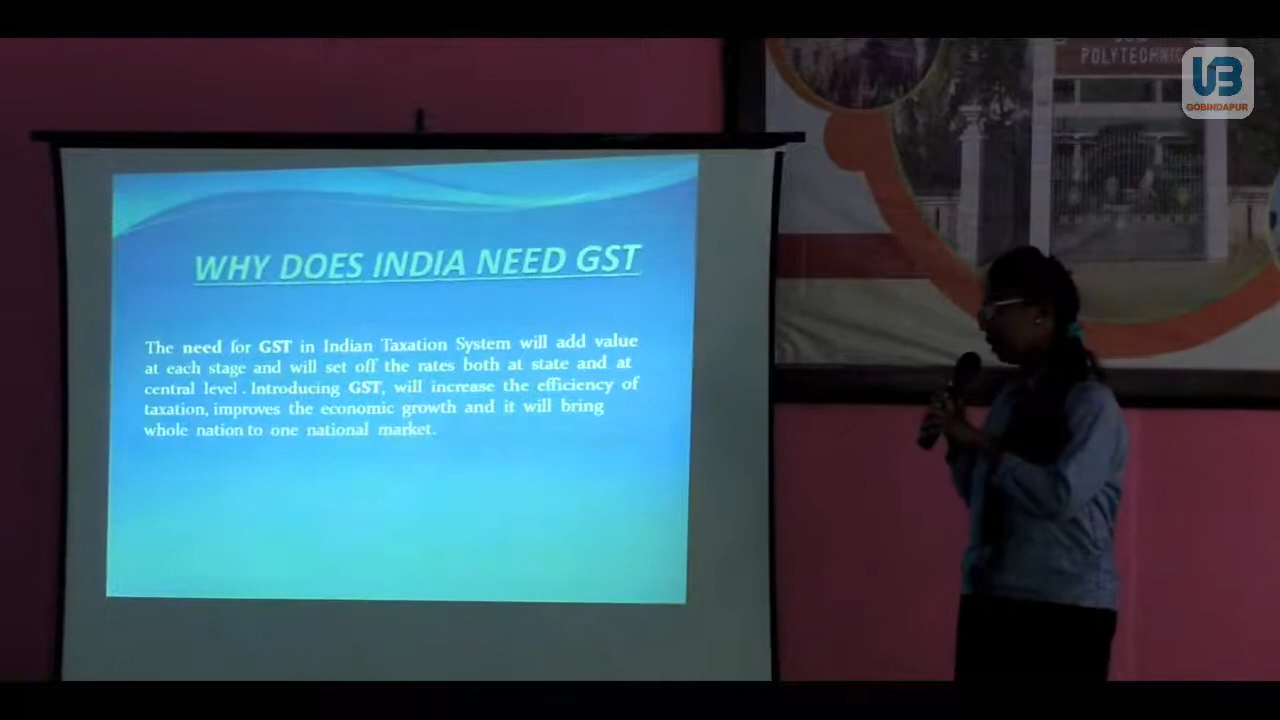 POLYTECHNIC
UB
GOBINDAPUR
WHY DOES INDIA NEED GST
The need for GST in Indian Taxation System will add value
at each stage and will set off the rates both at state and at
central level . Introducing GST, will increase the efficiency of
taxation, improves the economic growth and it will bring
whole nation to one national market.